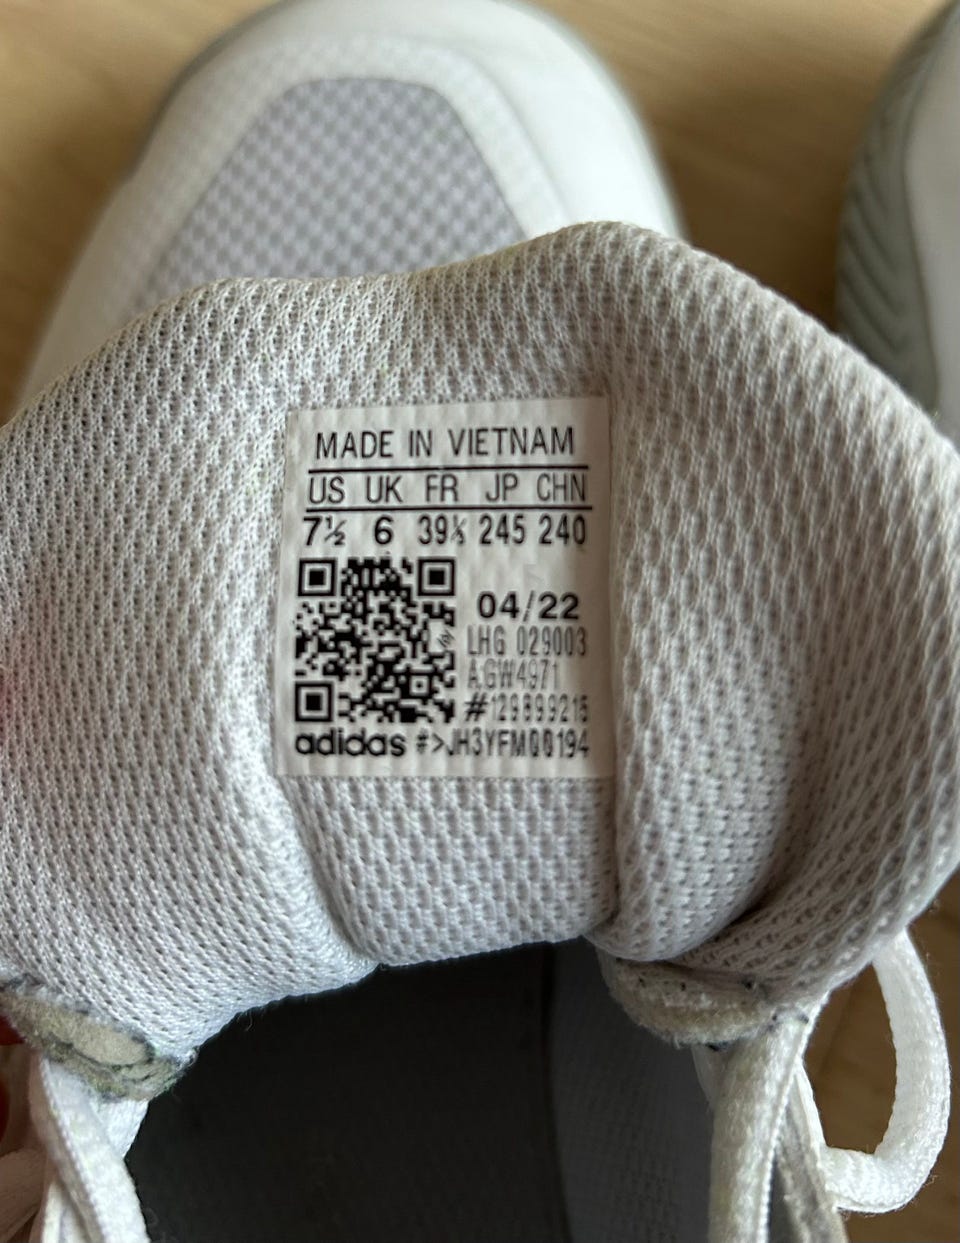 MADE IN VIETNAM
US UK FR JP CHN
7½ 6 39⅓ 245 240
04/22
LHG 029003
A.GW4971
#129899215
adidas #>JH3YFM00194